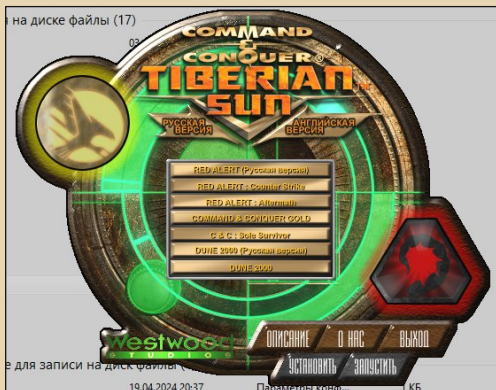 я на диске файлы (17)
03
COMMAND
&
CONQUER®
TIBERIAN™
SUN
РУССКАЯ
ВЕРСИЯ
АНГЛИЙСКАЯ
ВЕРСИЯ
RED ALERT (Русская версия)
RED ALERT : Counter Strike
RED ALERT : Aftermath
COMMAND & CONQUER GOLD
C & C : Sole Survivor
DUNE 2000 (Русская версия)
DUNE 2000
Westwood
STUDIOS
ОПИСАНИЕ
О НАС
ВЫХОД
УСТАНОВИТЬ
ЗАПУСТИТЬ
е для записи на диск файлы (
19.04.2024 20:37
Параметры конф
КБ